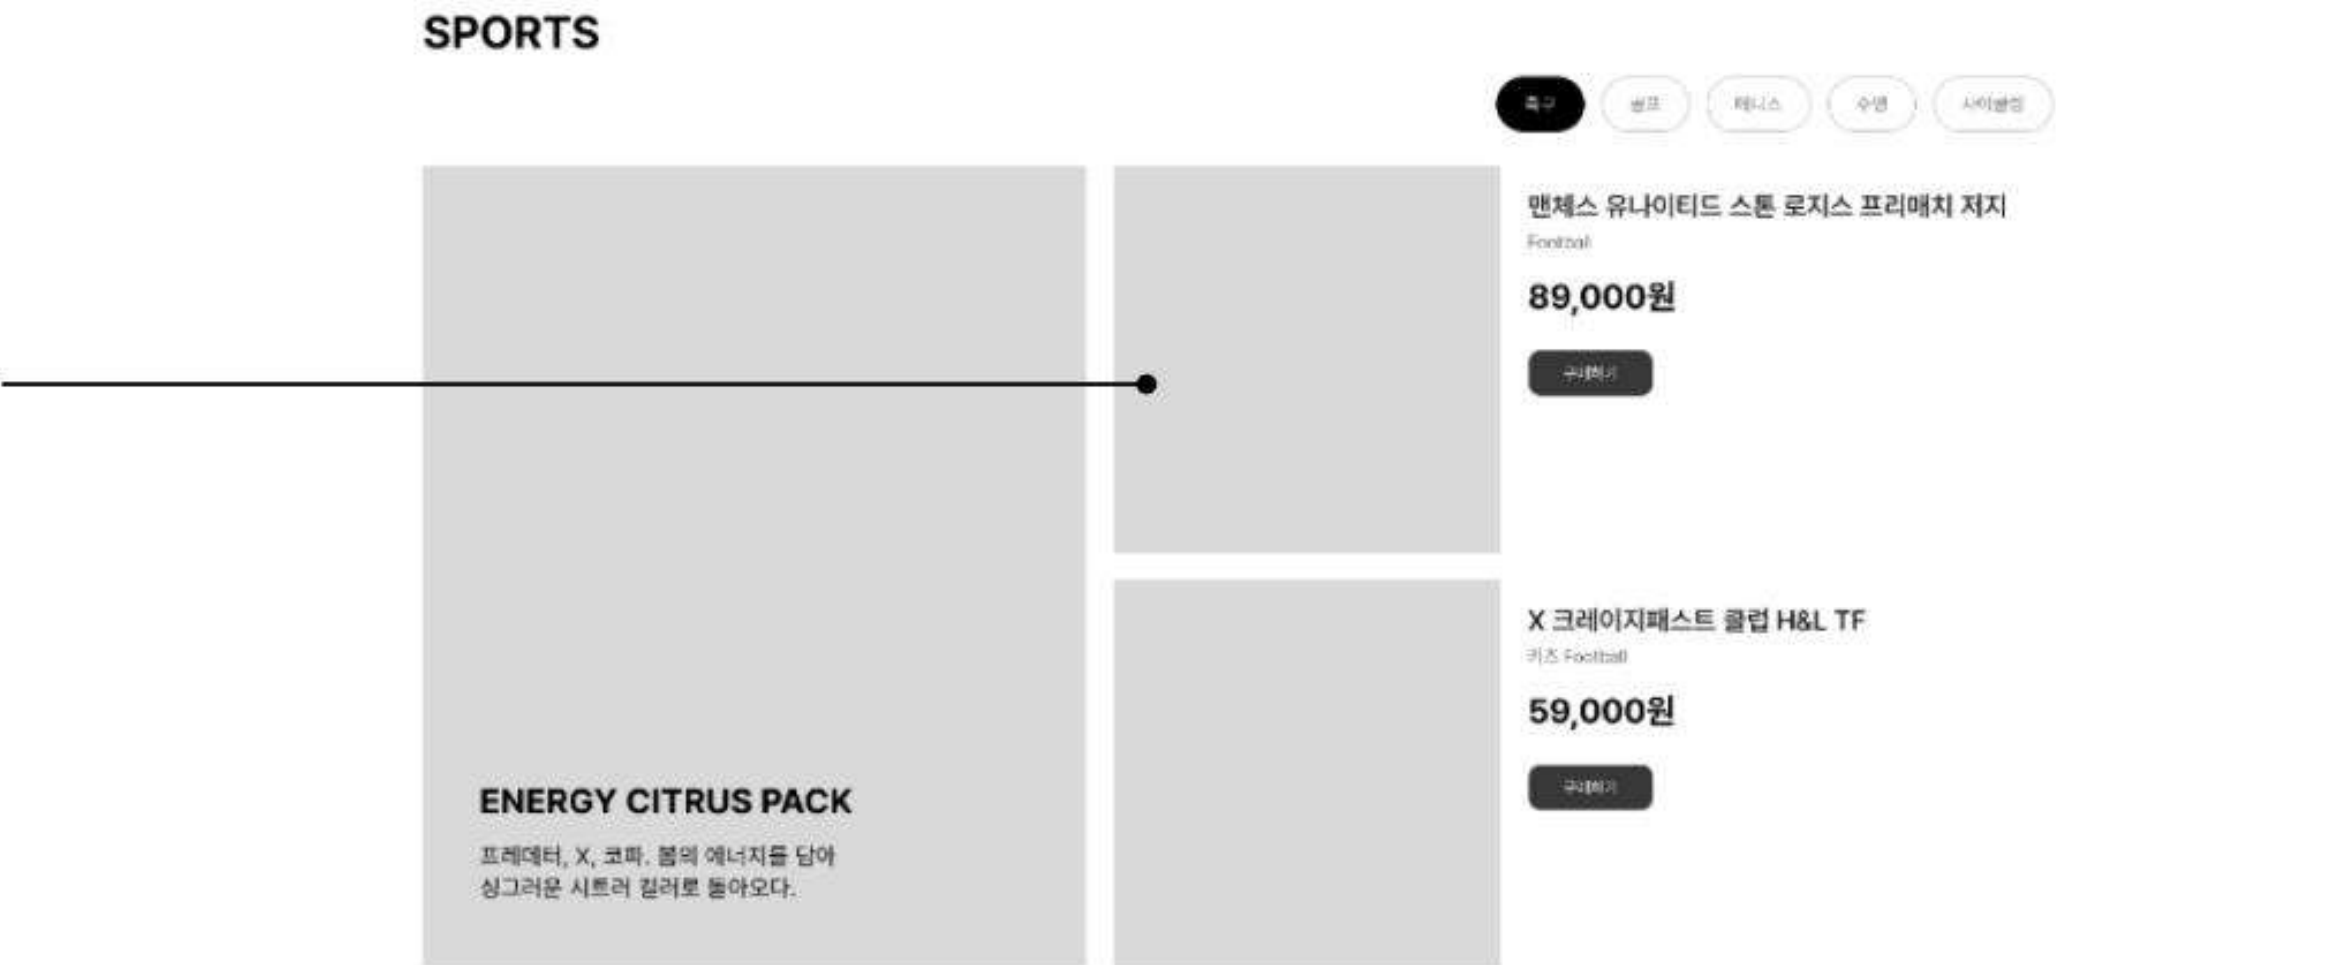 SPORTS
축구 골프 테니스 수영 사이클링
맨체스 유나이티드 스톤 로지스 프리매치 저지
Football
89,000원
구매하기
X 크레이지패스트 클럽 H&L TF
키즈 Football
59,000원
구매하기
ENERGY CITRUS PACK
프레데터, X, 코파. 봄의 에너지를 담아
싱그러운 시트러 컬러로 돌아오다.